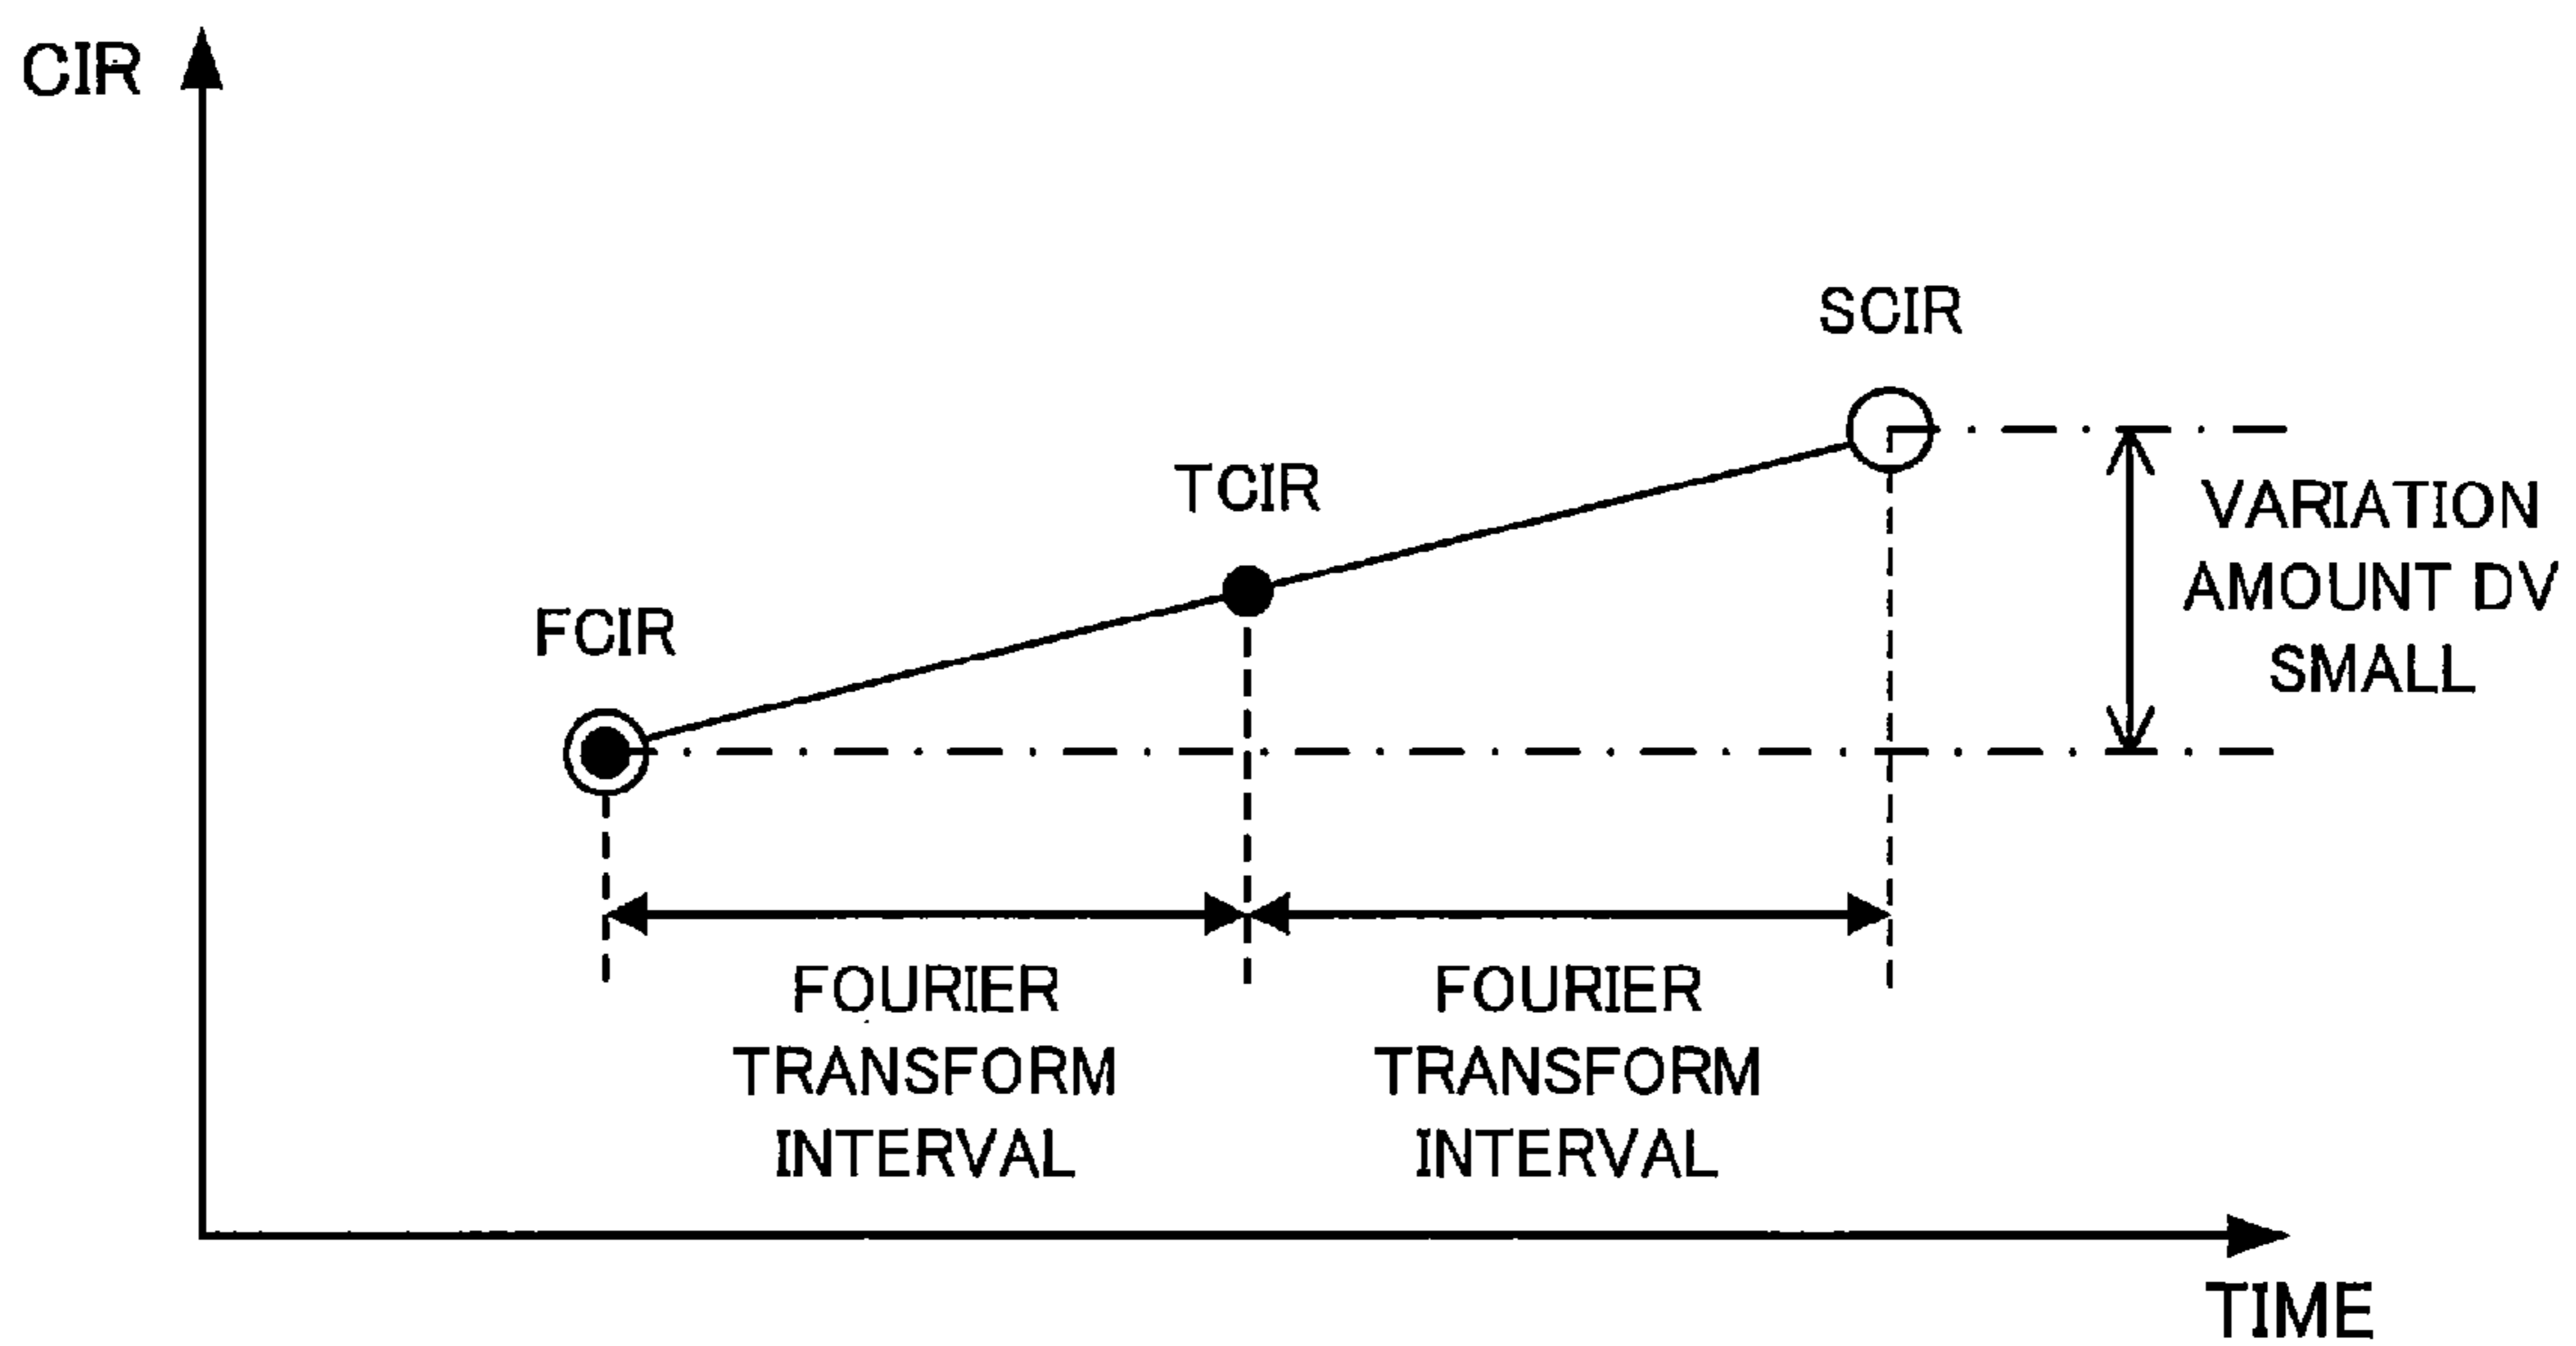 CIR
SCIR
TCIR
FCIR
VARIATION
AMOUNT DV
SMALL
FOURIER
TRANSFORM
INTERVAL
FOURIER
TRANSFORM
INTERVAL
TIME